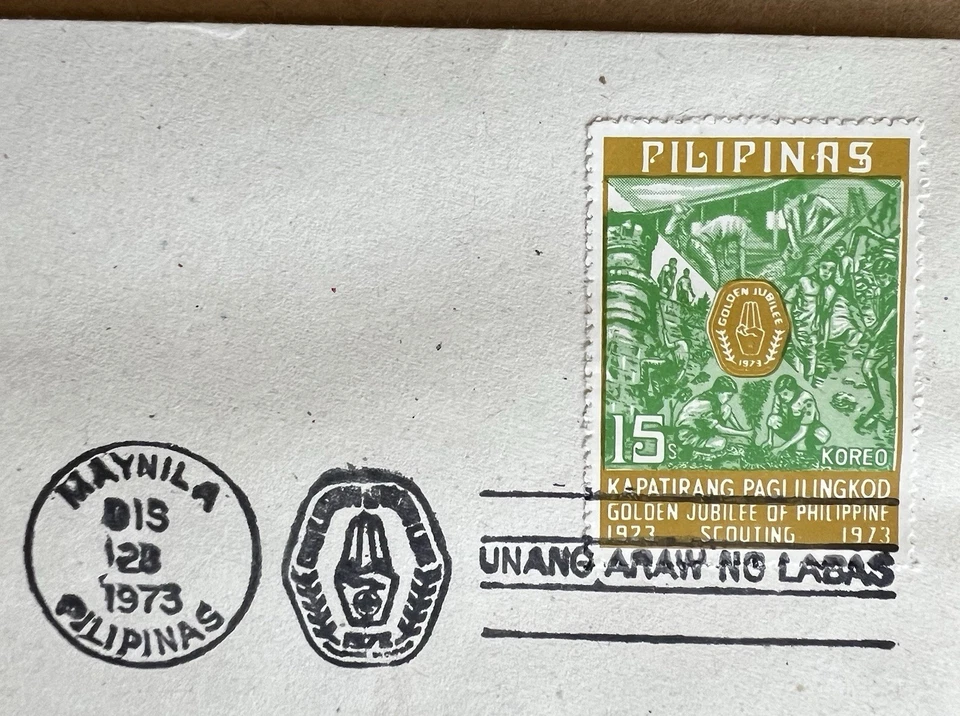 PILIPINAS
GOLDEN JUBILEE
1973
15s
KOREO
KAPATIRANG PAGLILINGKOD
GOLDEN JUBILEE OF PHILIPPINE
1923 SCOUTING 1973
MAYNILA
DIS
1973
PILIPINAS
UNANG ARAW NG LABAS